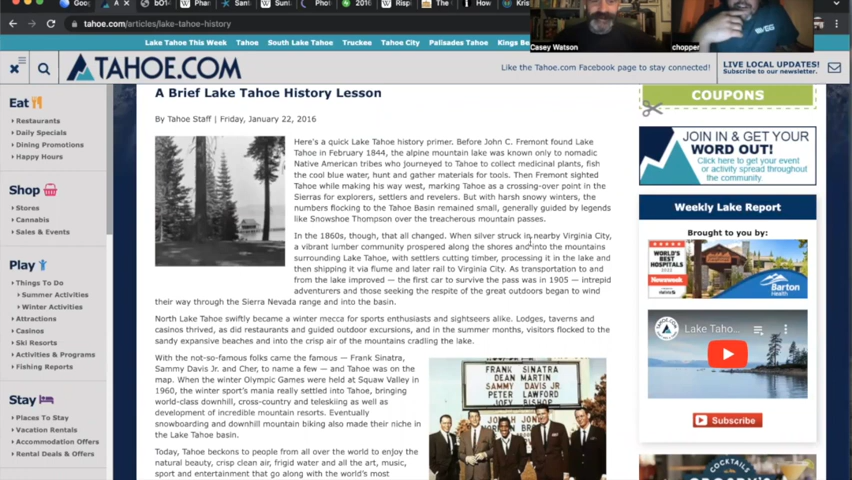 Goo
A
bO14
Phar
Wa
Sunt
Phot
2016
Risp
The
How
Kris
tahoe.com/articles/lake-tahoe-history
Casey Watson
chopper
Lake Tahoe This Week Tahoe South Lake Tahoe Truckee Tahoe City Palisades Tahoe Kings Be
TAHOE.COM
Like the Tahoe.com Facebook page to stay connected!
LIVE LOCAL UPDATES!
Subscribe to our newsletter.
Eat
Restaurants
Daily Specials
Dining Promotions
Happy Hours
Shop
Stores
Cannabis
Sales & Events
Play
Things To Do
Summer Activities
Winter Activities
Attractions
Casinos
Ski Resorts
Activities & Programs
Fishing Reports
Stay
Places To Stay
Vacation Rentals
Accommodation Offers
Rental Deals & Offers
A Brief Lake Tahoe History Lesson
By Tahoe Staff | Friday, January 22, 2016
Here's a quick Lake Tahoe history primer. Before John C. Fremont found Lake
Tahoe in February 1844, the alpine mountain lake was known only to nomadic
Native American tribes who journeyed to Tahoe to collect medicinal plants, fish
the cool blue water, hunt and gather materials for tools. Then Fremont sighted
Tahoe while making his way west, marking Tahoe as a crossing-over point in the
Sierras for explorers, settlers and revelers. But with harsh snowy winters, the
numbers flocking to the Tahoe Basin remained small, generally guided by legends
like Snowshoe Thompson over the treacherous mountain passes.
In the 1860s, though, that all changed. When silver struck in nearby Virginia City,
a vibrant lumber community prospered along the shores and into the mountains
surrounding Lake Tahoe, with settlers cutting timber, processing it in the lake and
then shipping it via flume and later rail to Virginia City. As transportation to and
from the lake improved — the first car to survive the pass was in 1905 — intrepid
adventurers and those seeking the respite of the great outdoors began to wind
their way through the Sierra Nevada range and into the basin.
North Lake Tahoe swiftly became a winter mecca for sports enthusiasts and sightseers alike. Lodges, taverns and
casinos thrived, as did restaurants and guided outdoor excursions, and in the summer months, visitors flocked to the
sandy expansive beaches and into the crisp air of the mountains cradling the lake.
With the not-so-famous folks came the famous — Frank Sinatra,
Sammy Davis Jr. and Cher, to name a few — and Tahoe was on the
map. When the winter Olympic Games were held at Squaw Valley in
1960, the winter sport's mania really settled into Tahoe, bringing
world-class downhill, cross-country and teleskiing as well as
development of incredible mountain resorts. Eventually
snowboarding and downhill mountain biking also made their niche in
the Lake Tahoe basin.
Today, Tahoe beckons to people from all over the world to enjoy the
natural beauty, crisp clean air, frigid water and all the art, music,
sport and entertainment that go along with the world's most
FRANK SINATRA
DEAN MARTIN
SAMMY DAVIS JR
PETER LAWFORD
JOEY BISHOP
COUPONS
JOIN IN & GET YOUR
WORD OUT!
Click here to get your event
or activity spread throughout
the community
Weekly Lake Report
Brought to you by:
WORLD'S
BEST
HOSPITALS
2022
Barton
Health
Lake Taho...
Subscribe
COCKTAILS